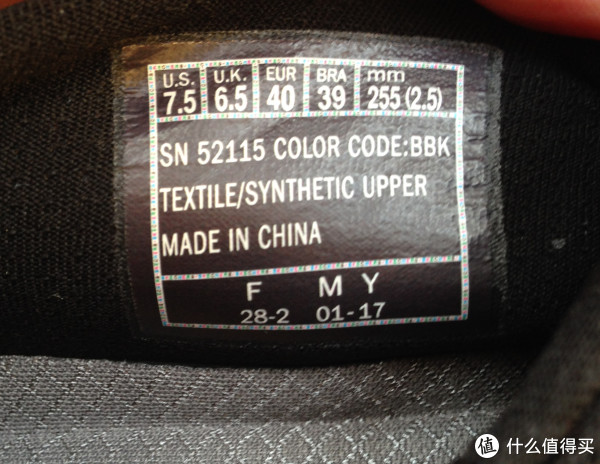 U.S. U.K. EUR BRA mm
7.5 6.5 40 39 255 (2.5)
SN 52115 COLOR CODE:BBK
TEXTILE/SYNTHETIC UPPER
MADE IN CHINA
F M Y
28-2 01-17
值 什么值得买